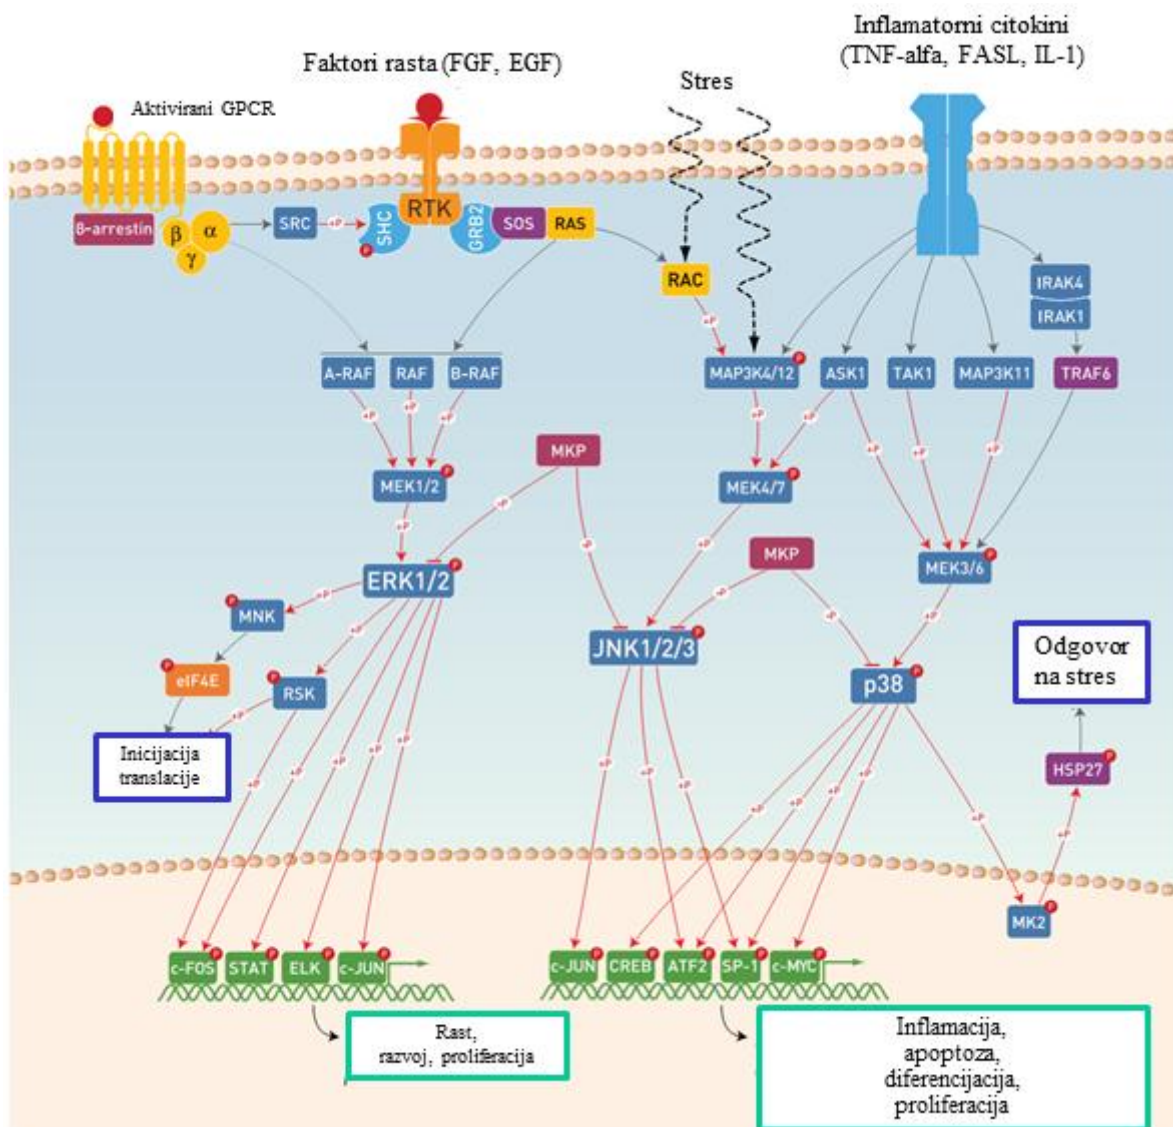 Inflamatorni citokini
(TNF-alfa, FASL, IL-1)
Faktori rasta (FGF, EGF)
Stres
Aktivirani GPCR
RTK
β-arrestin
β
α
γ
SRC
+P
SHC
P
GRB2
SOS
RAS
RAC
IRAK4
IRAK1
+P
A-RAF
RAF
B-RAF
MAP3K4/12
P
ASK1
TAK1
MAP3K11
TRAF6
+P
+P
+P
+P
+P
+P
+P
+P
MKP
MEK1/2
P
MEK4/7
P
+P
-P
-P
+P
MKP
MEK3/6
P
ERK1/2
P
+P
-P
-P
+P
MNK
P
+P
JNK1/2/3
P
eIF4E
P
RSK
P
p38
P
Odgovor
na stres
+P
Inicijacija
translacije
+P
+P
+P
+P
+P
+P
+P
+P
+P
+P
+P
+P
+P
+P
HSP27
P
MK2
P
c-FOS
P
STAT
P
ELK
P
c-JUN
P
c-JUN
P
CREB
P
ATF2
P
SP-1
P
c-MYC
P
Rast,
razvoj, proliferacija
Inflamacija,
apoptoza,
diferencijacija,
proliferacija